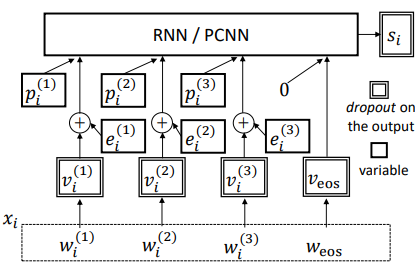 RNN / PCNN
s_i
p_i^{(1)} p_i^{(2)} p_i^{(3)} 0
+ + +
e_i^{(1)} e_i^{(2)} e_i^{(3)}
v_i^{(1)} v_i^{(2)} v_i^{(3)} v_eos
x_i
w_i^{(1)} w_i^{(2)} w_i^{(3)} w_eos
dropout on
the output
variable